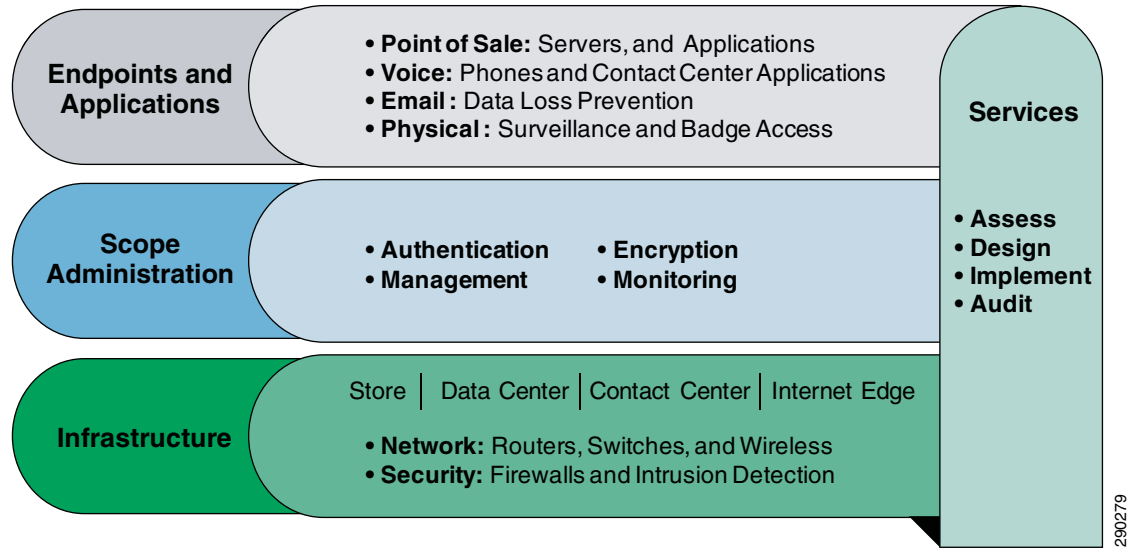 Endpoints and
Applications
• Point of Sale: Servers, and Applications
• Voice: Phones and Contact Center Applications
• Email : Data Loss Prevention
• Physical : Surveillance and Badge Access
Scope
Administration
• Authentication
• Management
• Encryption
• Monitoring
Infrastructure
Store | Data Center | Contact Center | Internet Edge
• Network: Routers, Switches, and Wireless
• Security: Firewalls and Intrusion Detection
Services
• Assess
• Design
• Implement
• Audit
290279